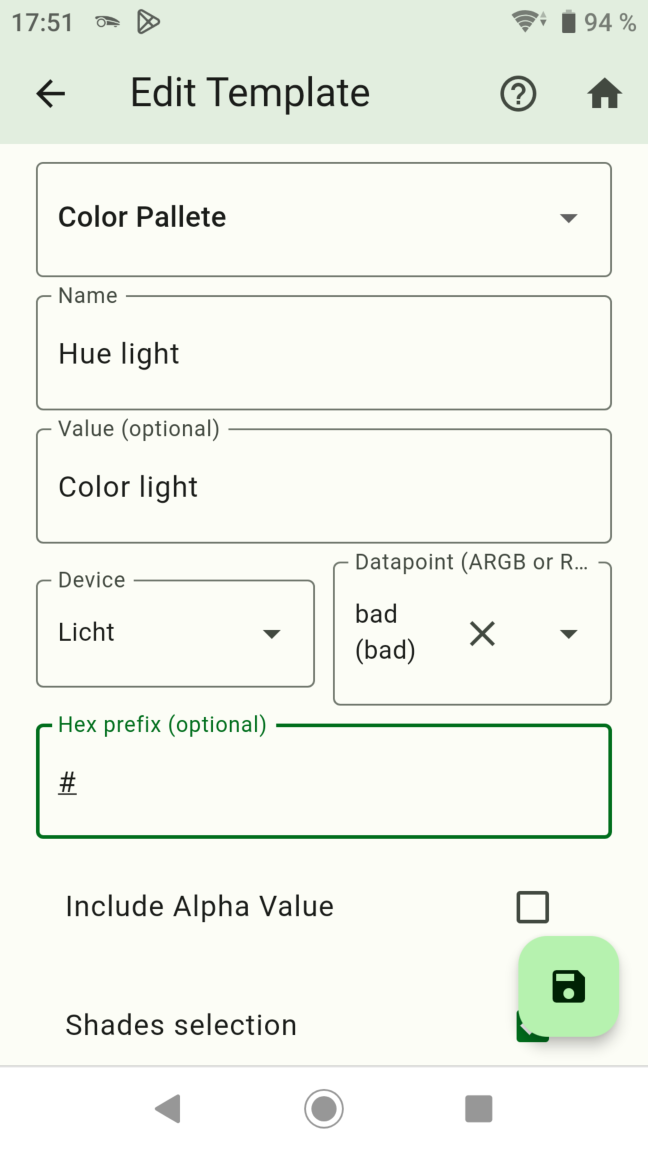 17:51
94 %
Edit Template
Color Pallete
Name
Hue light
Value (optional)
Color light
Device
Licht
Datapoint (ARGB or R...
bad
(bad)
Hex prefix (optional)
#
Include Alpha Value
Shades selection